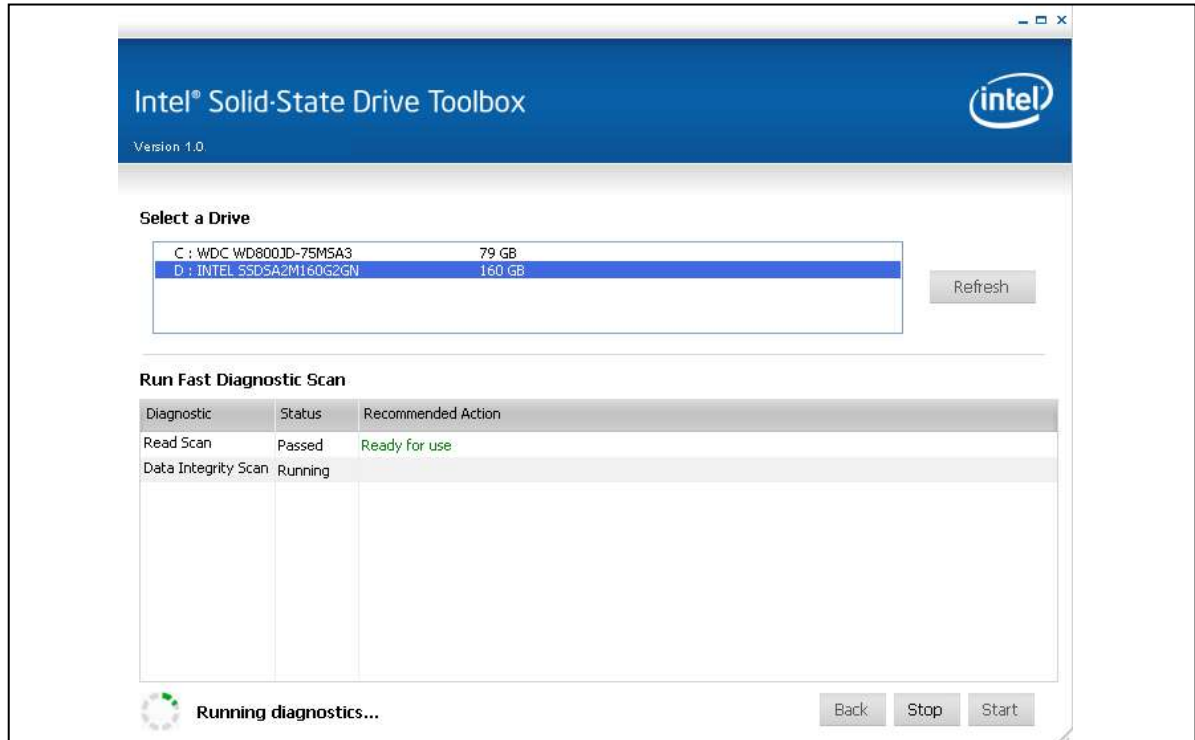 Intel® Solid-State Drive Toolbox
intel
Version 1.0.
Select a Drive
C : WDC WD800JD-75MSA3 79 GB
D : INTEL SSDSA2M160G2GN 160 GB
Refresh
Run Fast Diagnostic Scan
Diagnostic Status Recommended Action
Read Scan Passed Ready for use
Data Integrity Scan Running
Running diagnostics...
Back Stop Start